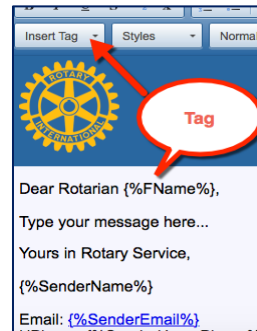 Insert Tag Styles Normal
ROTARY
INTERNATIONAL
Tag
Dear Rotarian {%FName%},
Type your message here...
Yours in Rotary Service,
{%SenderName%}
Email: {%SenderEmail%}